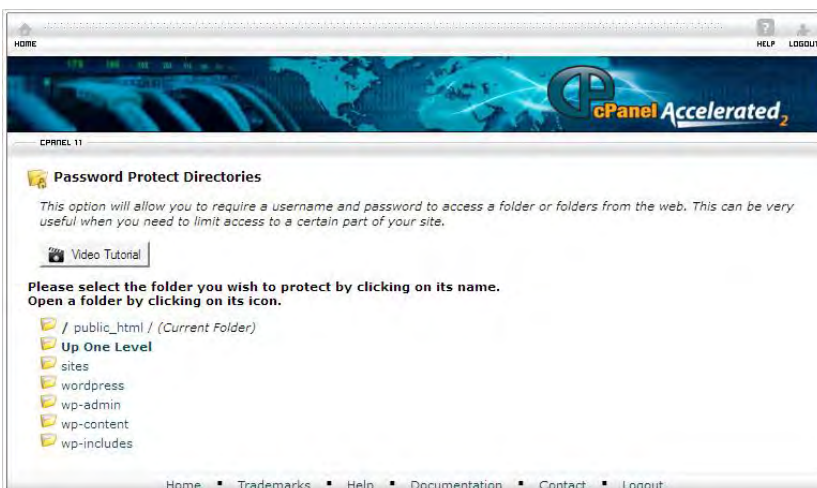 HOME HELP LOGOUT
cPanel Accelerated2
CPANEL 11
Password Protect Directories
This option will allow you to require a username and password to access a folder or folders from the web. This can be very
useful when you need to limit access to a certain part of your site.
Video Tutorial
Please select the folder you wish to protect by clicking on its name.
Open a folder by clicking on its icon.
/ public_html / (Current Folder)
Up One Level
sites
wordpress
wp-admin
wp-content
wp-includes
Home ▪ Trademarks ▪ Help ▪ Documentation ▪ Contact ▪ Logout